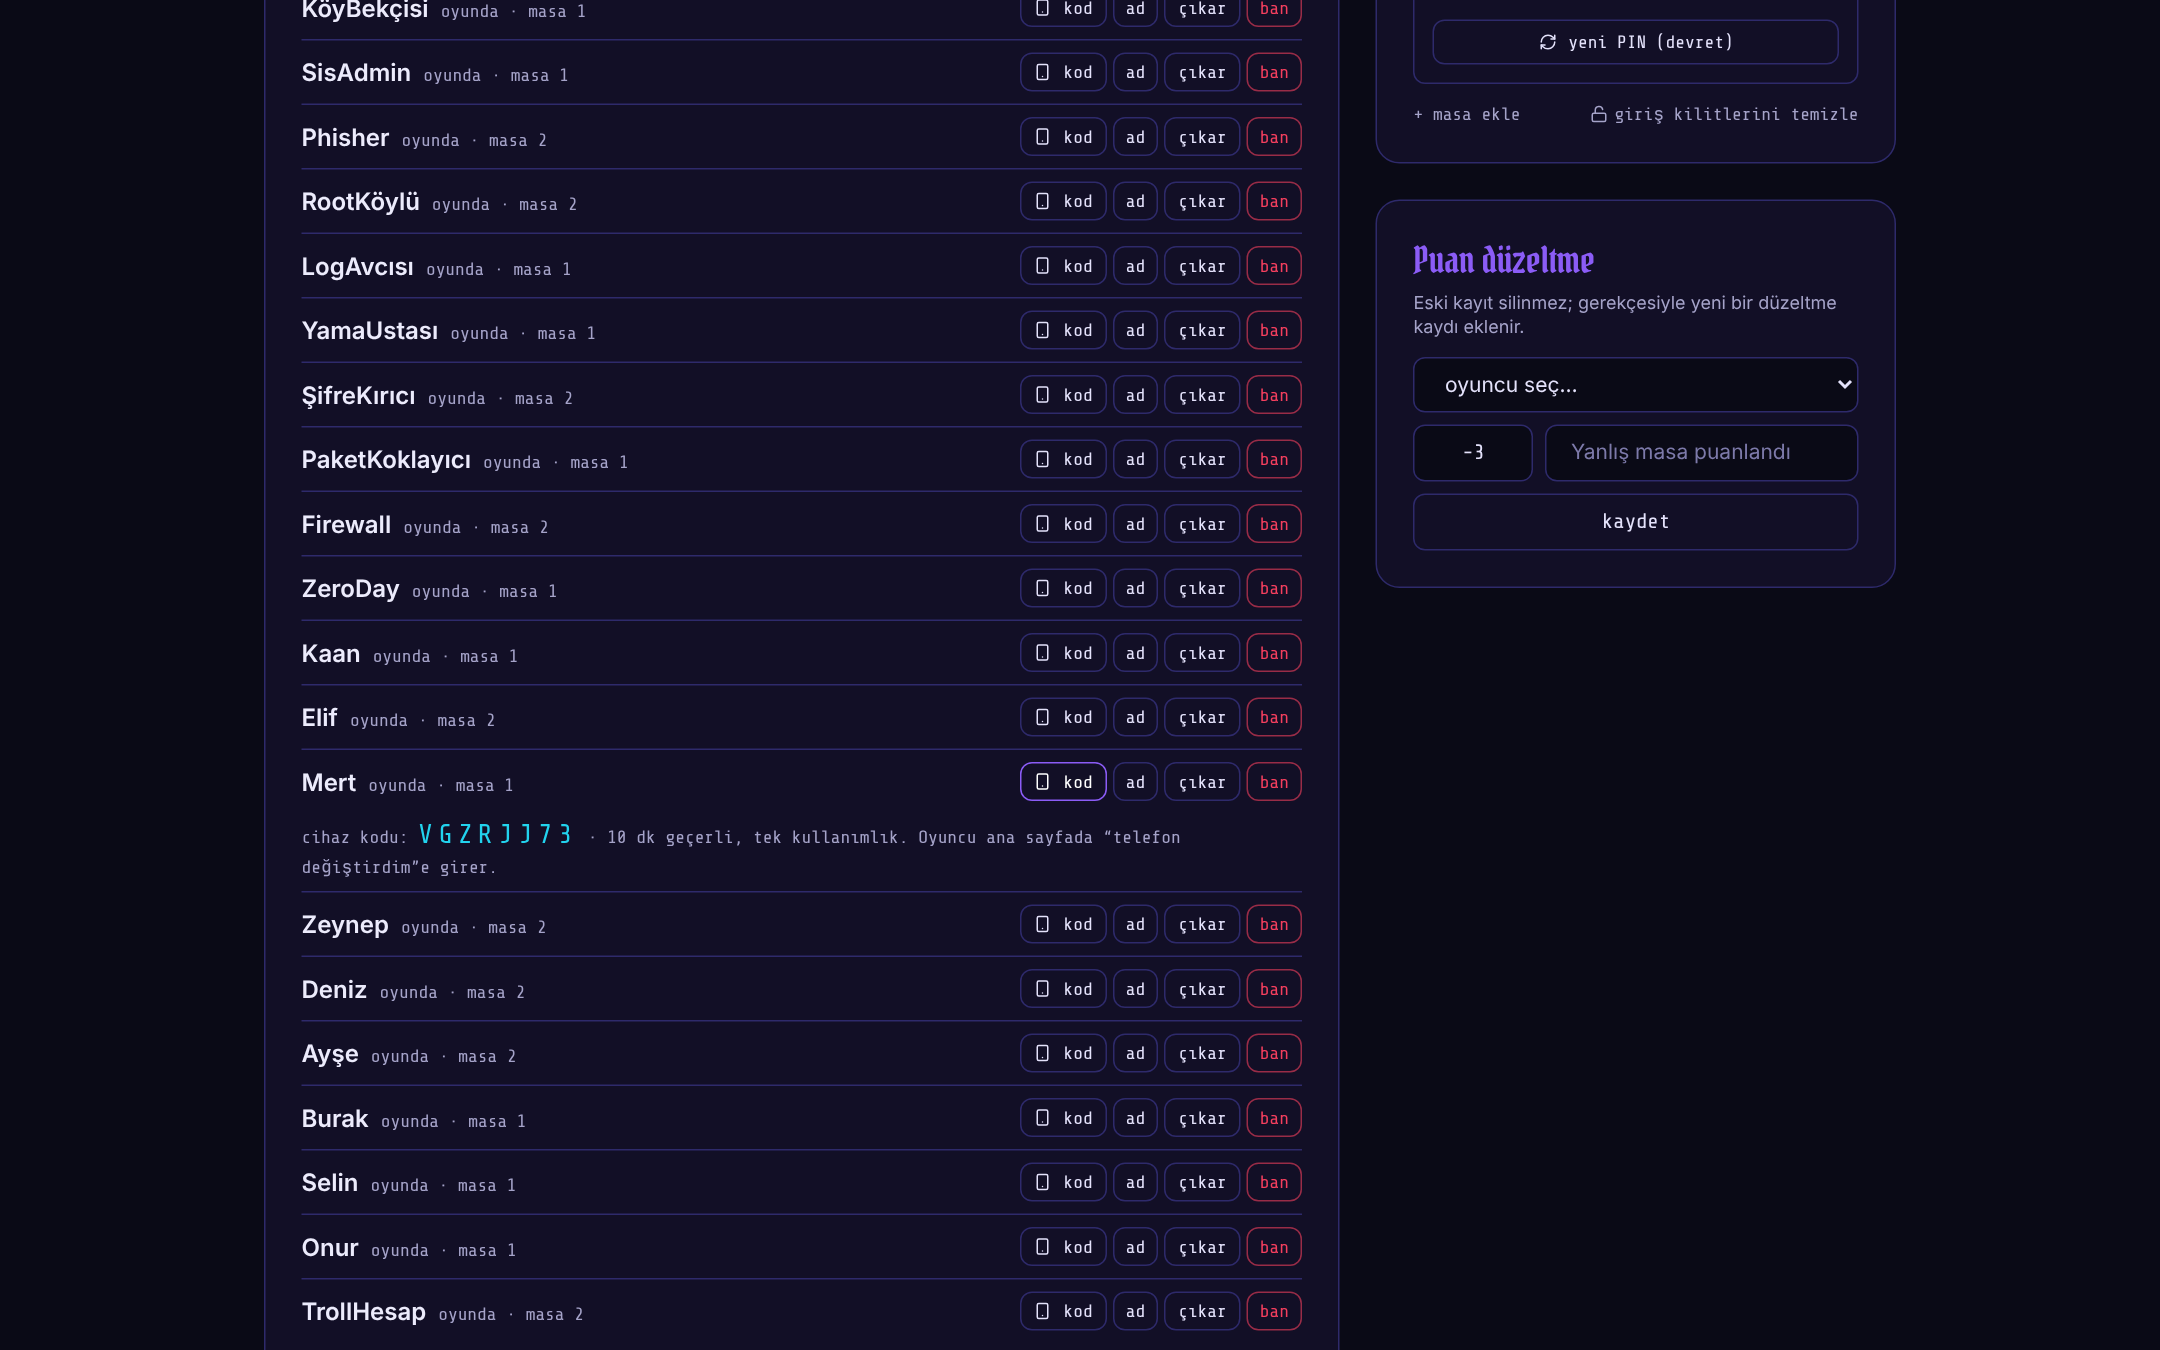 KöyBekçisi oyunda · masa 1 kod ad çıkar ban
SisAdmin oyunda · masa 1 kod ad çıkar ban
Phisher oyunda · masa 2 kod ad çıkar ban
RootKöylü oyunda · masa 2 kod ad çıkar ban
LogAvcısı oyunda · masa 1 kod ad çıkar ban
YamaUstası oyunda · masa 1 kod ad çıkar ban
ŞifreKırıcı oyunda · masa 2 kod ad çıkar ban
PaketKoklayıcı oyunda · masa 1 kod ad çıkar ban
Firewall oyunda · masa 2 kod ad çıkar ban
ZeroDay oyunda · masa 1 kod ad çıkar ban
Kaan oyunda · masa 1 kod ad çıkar ban
Elif oyunda · masa 2 kod ad çıkar ban
Mert oyunda · masa 1 kod ad çıkar ban
cihaz kodu: VGZRJJ73 · 10 dk geçerli, tek kullanımlık. Oyuncu ana sayfada “telefon
değiştirdim”e girer.
Zeynep oyunda · masa 2 kod ad çıkar ban
Deniz oyunda · masa 2 kod ad çıkar ban
Ayşe oyunda · masa 2 kod ad çıkar ban
Burak oyunda · masa 1 kod ad çıkar ban
Selin oyunda · masa 1 kod ad çıkar ban
Onur oyunda · masa 1 kod ad çıkar ban
TrollHesap oyunda · masa 2 kod ad çıkar ban
yeni PIN (devret)
+ masa ekle giriş kilitlerini temizle
Puan düzeltme
Eski kayıt silinmez; gerekçesiyle yeni bir düzeltme
kaydı eklenir.
oyuncu seç...
-3 Yanlış masa puanlandı
kaydet